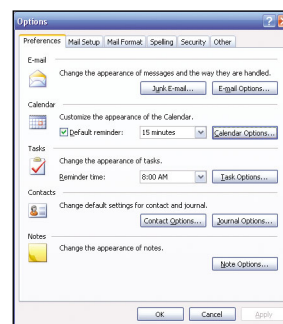 Options
Preferences Mail Setup Mail Format Spelling Security Other
E-mail
Change the appearance of messages and the way they are handled.
Junk E-mail... E-mail Options...
Calendar
Customize the appearance of the Calendar.
Default reminder: 15 minutes Calendar Options...
Tasks
Change the appearance of tasks.
Reminder time: 8:00 AM Task Options...
Contacts
Change default settings for contact and journal.
Contact Options... Journal Options...
Notes
Change the appearance of notes.
Note Options...
OK Cancel Apply